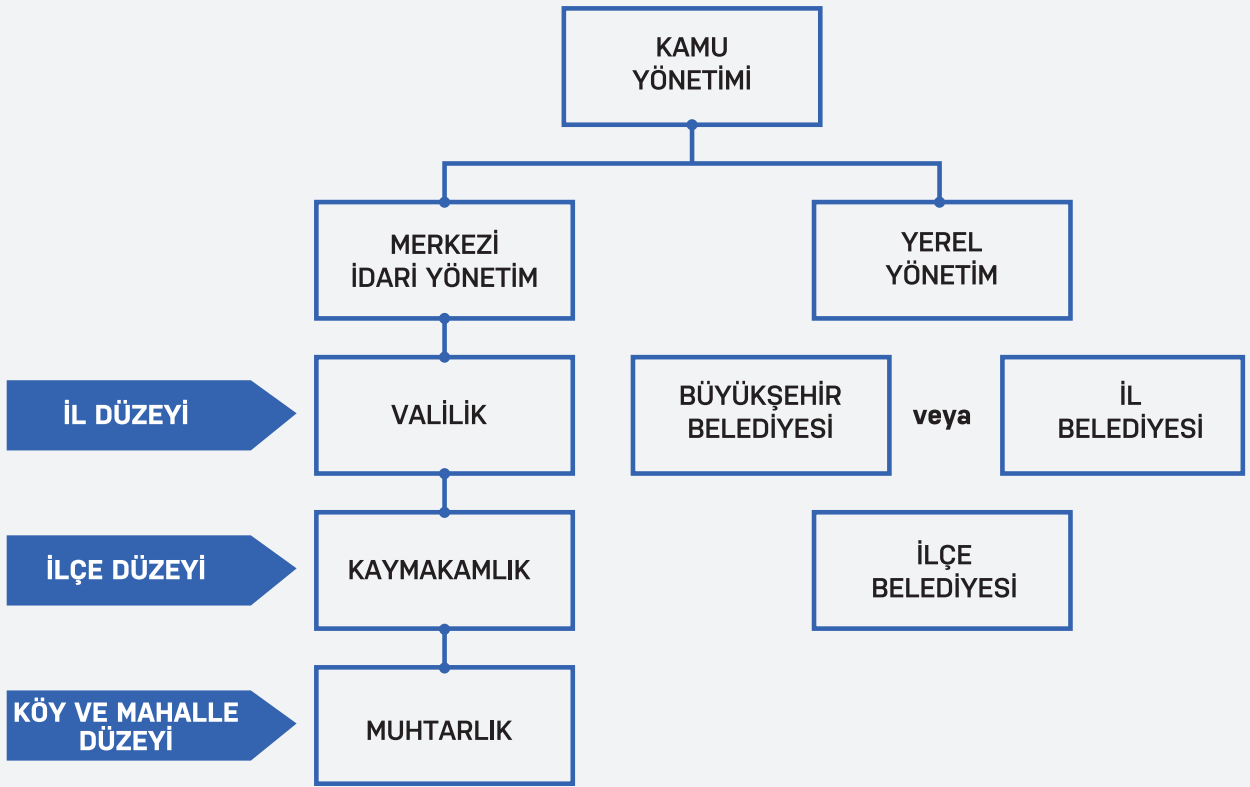 KAMU
YÖNETİMİ
MERKEZİ
İDARİ YÖNETİM
YEREL
YÖNETİM
İL DÜZEYİ
VALİLİK
BÜYÜKŞEHİR
BELEDİYESİ
veya
İL
BELEDİYESİ
İLÇE DÜZEYİ
KAYMAKAMLIK
İLÇE
BELEDİYESİ
KÖY VE MAHALLE
DÜZEYİ
MUHTARLIK